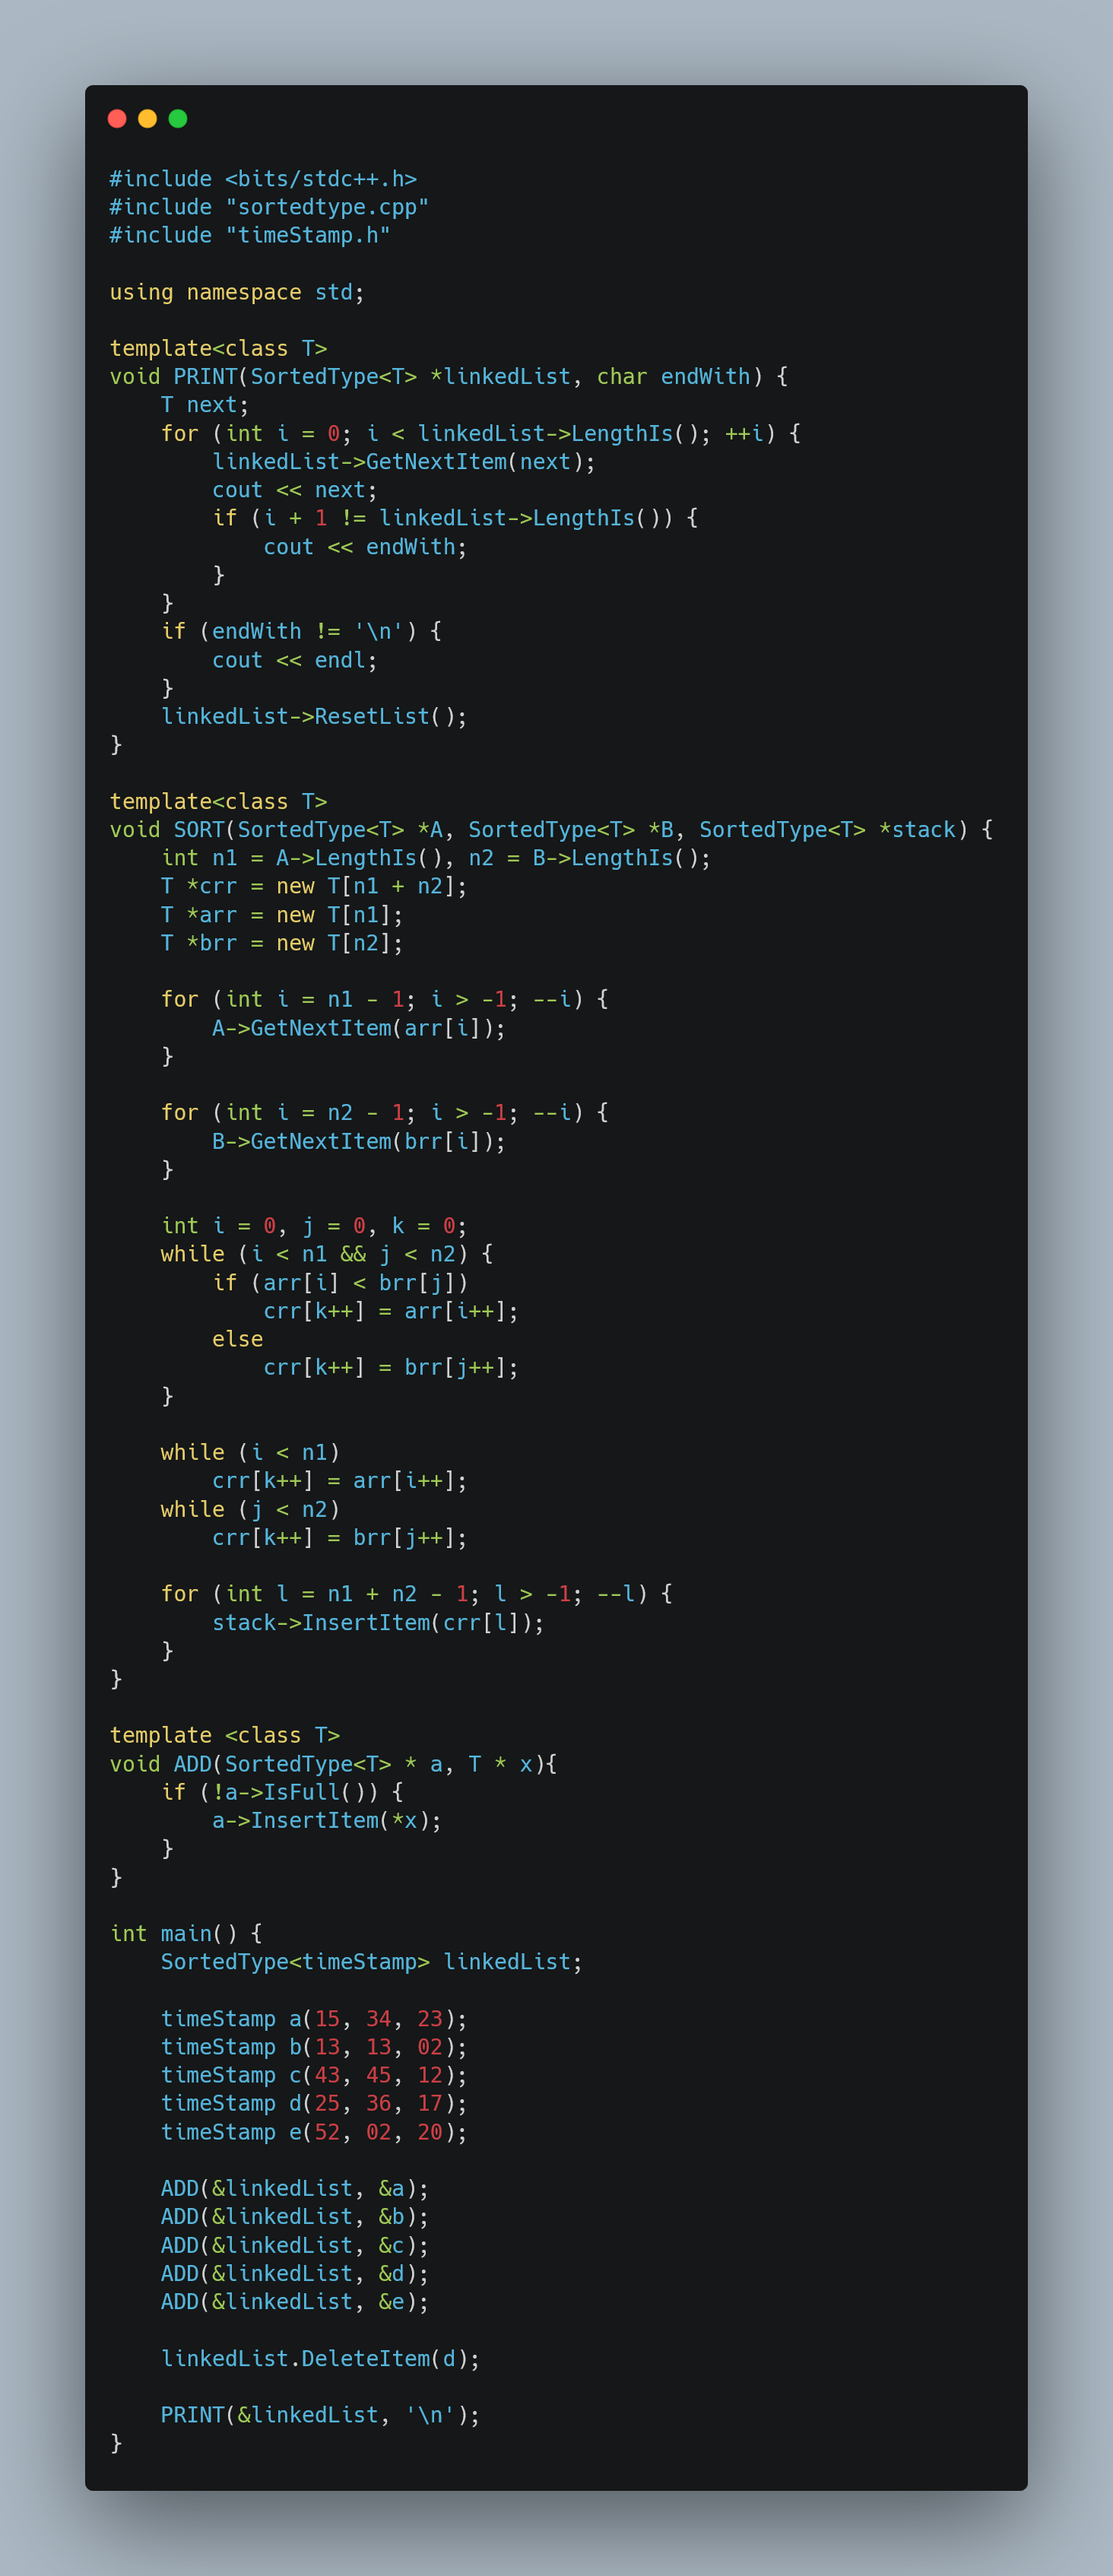 #include <bits/stdc++.h>
#include "sortedtype.cpp"
#include "timeStamp.h"

using namespace std;

template<class T>
void PRINT(SortedType<T> *linkedList, char endWith) {
    T next;
    for (int i = 0; i < linkedList->LengthIs(); ++i) {
        linkedList->GetNextItem(next);
        cout << next;
        if (i + 1 != linkedList->LengthIs()) {
            cout << endWith;
        }
    }
    if (endWith != '\n') {
        cout << endl;
    }
    linkedList->ResetList();
}

template<class T>
void SORT(SortedType<T> *A, SortedType<T> *B, SortedType<T> *stack) {
    int n1 = A->LengthIs(), n2 = B->LengthIs();
    T *crr = new T[n1 + n2];
    T *arr = new T[n1];
    T *brr = new T[n2];

    for (int i = n1 - 1; i > -1; --i) {
        A->GetNextItem(arr[i]);
    }

    for (int i = n2 - 1; i > -1; --i) {
        B->GetNextItem(brr[i]);
    }

    int i = 0, j = 0, k = 0;
    while (i < n1 && j < n2) {
        if (arr[i] < brr[j])
            crr[k++] = arr[i++];
        else
            crr[k++] = brr[j++];
    }

    while (i < n1)
        crr[k++] = arr[i++];
    while (j < n2)
        crr[k++] = brr[j++];

    for (int l = n1 + n2 - 1; l > -1; --l) {
        stack->InsertItem(crr[l]);
    }
}

template <class T>
void ADD(SortedType<T> * a, T * x){
    if (!a->IsFull()) {
        a->InsertItem(*x);
    }
}

int main() {
    SortedType<timeStamp> linkedList;

    timeStamp a(15, 34, 23);
    timeStamp b(13, 13, 02);
    timeStamp c(43, 45, 12);
    timeStamp d(25, 36, 17);
    timeStamp e(52, 02, 20);

    ADD(&linkedList, &a);
    ADD(&linkedList, &b);
    ADD(&linkedList, &c);
    ADD(&linkedList, &d);
    ADD(&linkedList, &e);

    linkedList.DeleteItem(d);

    PRINT(&linkedList, '\n');
}